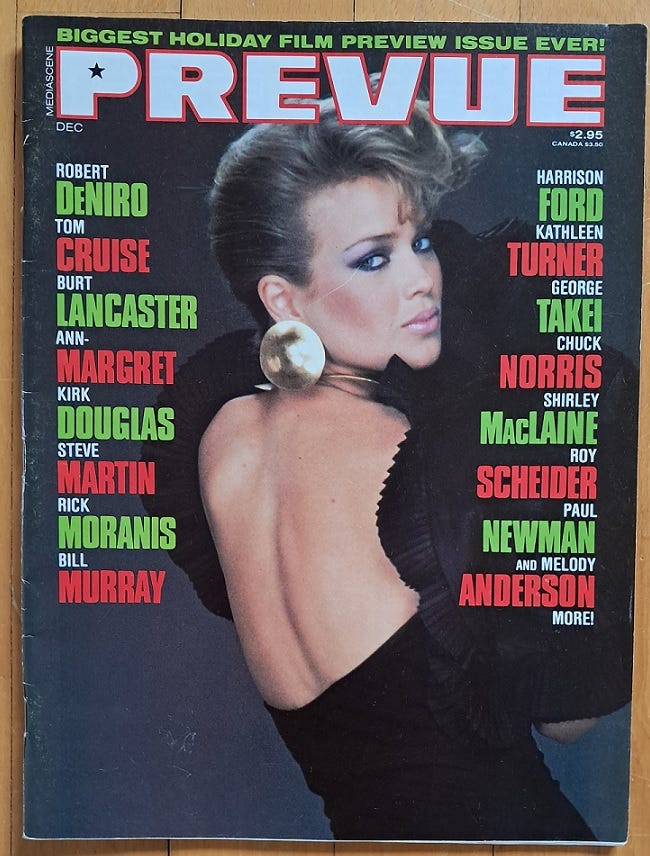 BIGGEST HOLIDAY FILM PREVIEW ISSUE EVER!
MEDIASCENE
PREVUE
DEC
$2.95
CANADA $3.50
ROBERT
DeNIRO
TOM
CRUISE
BURT
LANCASTER
ANN-
MARGRET
KIRK
DOUGLAS
STEVE
MARTIN
RICK
MORANIS
BILL
MURRAY
HARRISON
FORD
KATHLEEN
TURNER
GEORGE
TAKEI
CHUCK
NORRIS
SHIRLEY
MacLAINE
ROY
SCHEIDER
PAUL
NEWMAN
AND MELODY
ANDERSON
MORE!